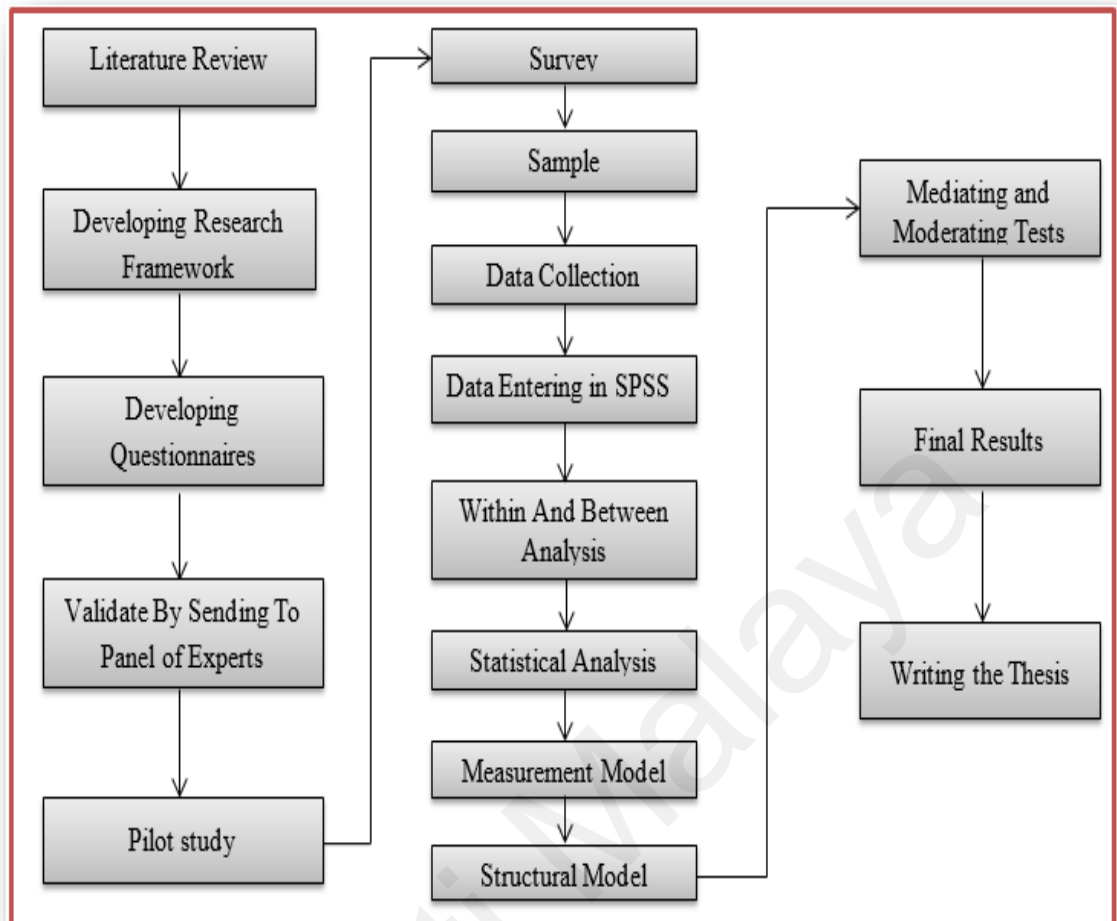 Literature Review
Developing Research
Framework
Developing
Questionnaires
Validate By Sending To
Panel of Experts
Pilot study
Survey
Sample
Data Collection
Data Entering in SPSS
Within And Between
Analysis
Statistical Analysis
Measurement Model
Structural Model
Mediating and
Moderating Tests
Final Results
Writing the Thesis
Malaya